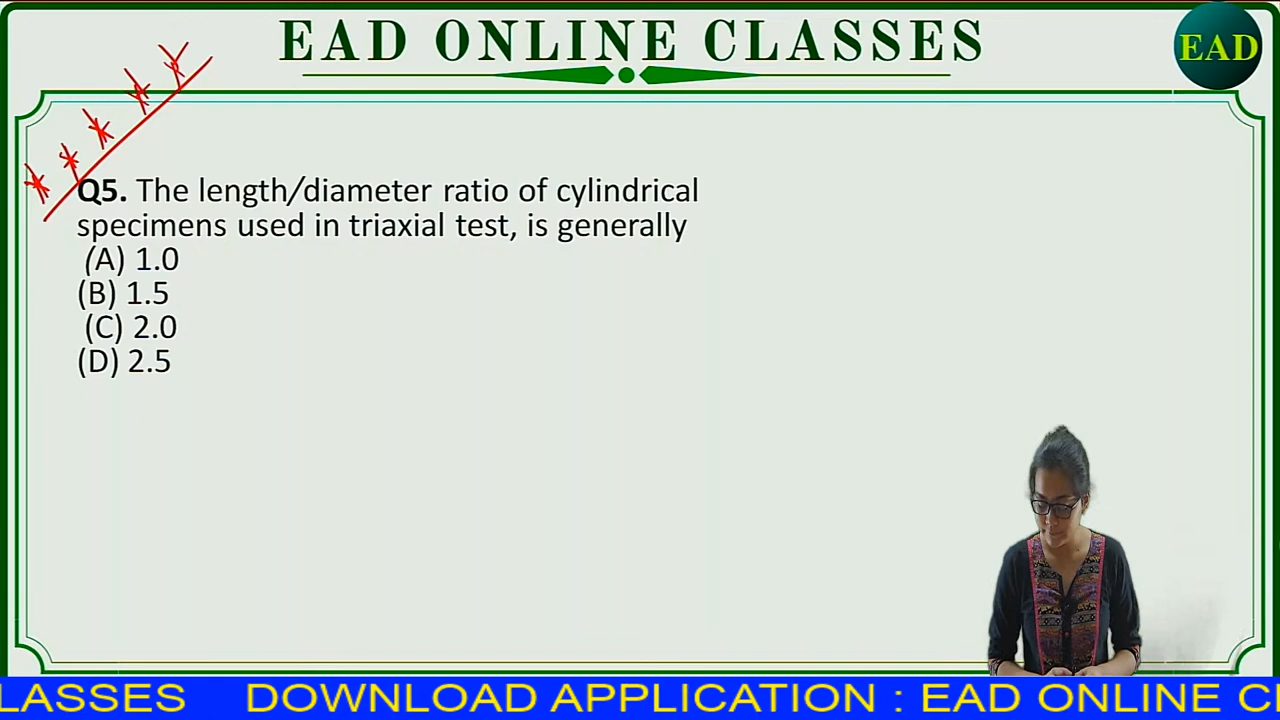 EAD ONLINE CLASSES
EAD
Q5. The length/diameter ratio of cylindrical
specimens used in triaxial test, is generally
(A) 1.0
(B) 1.5
(C) 2.0
(D) 2.5
LASSES DOWNLOAD APPLICATION : EAD ONLINE C